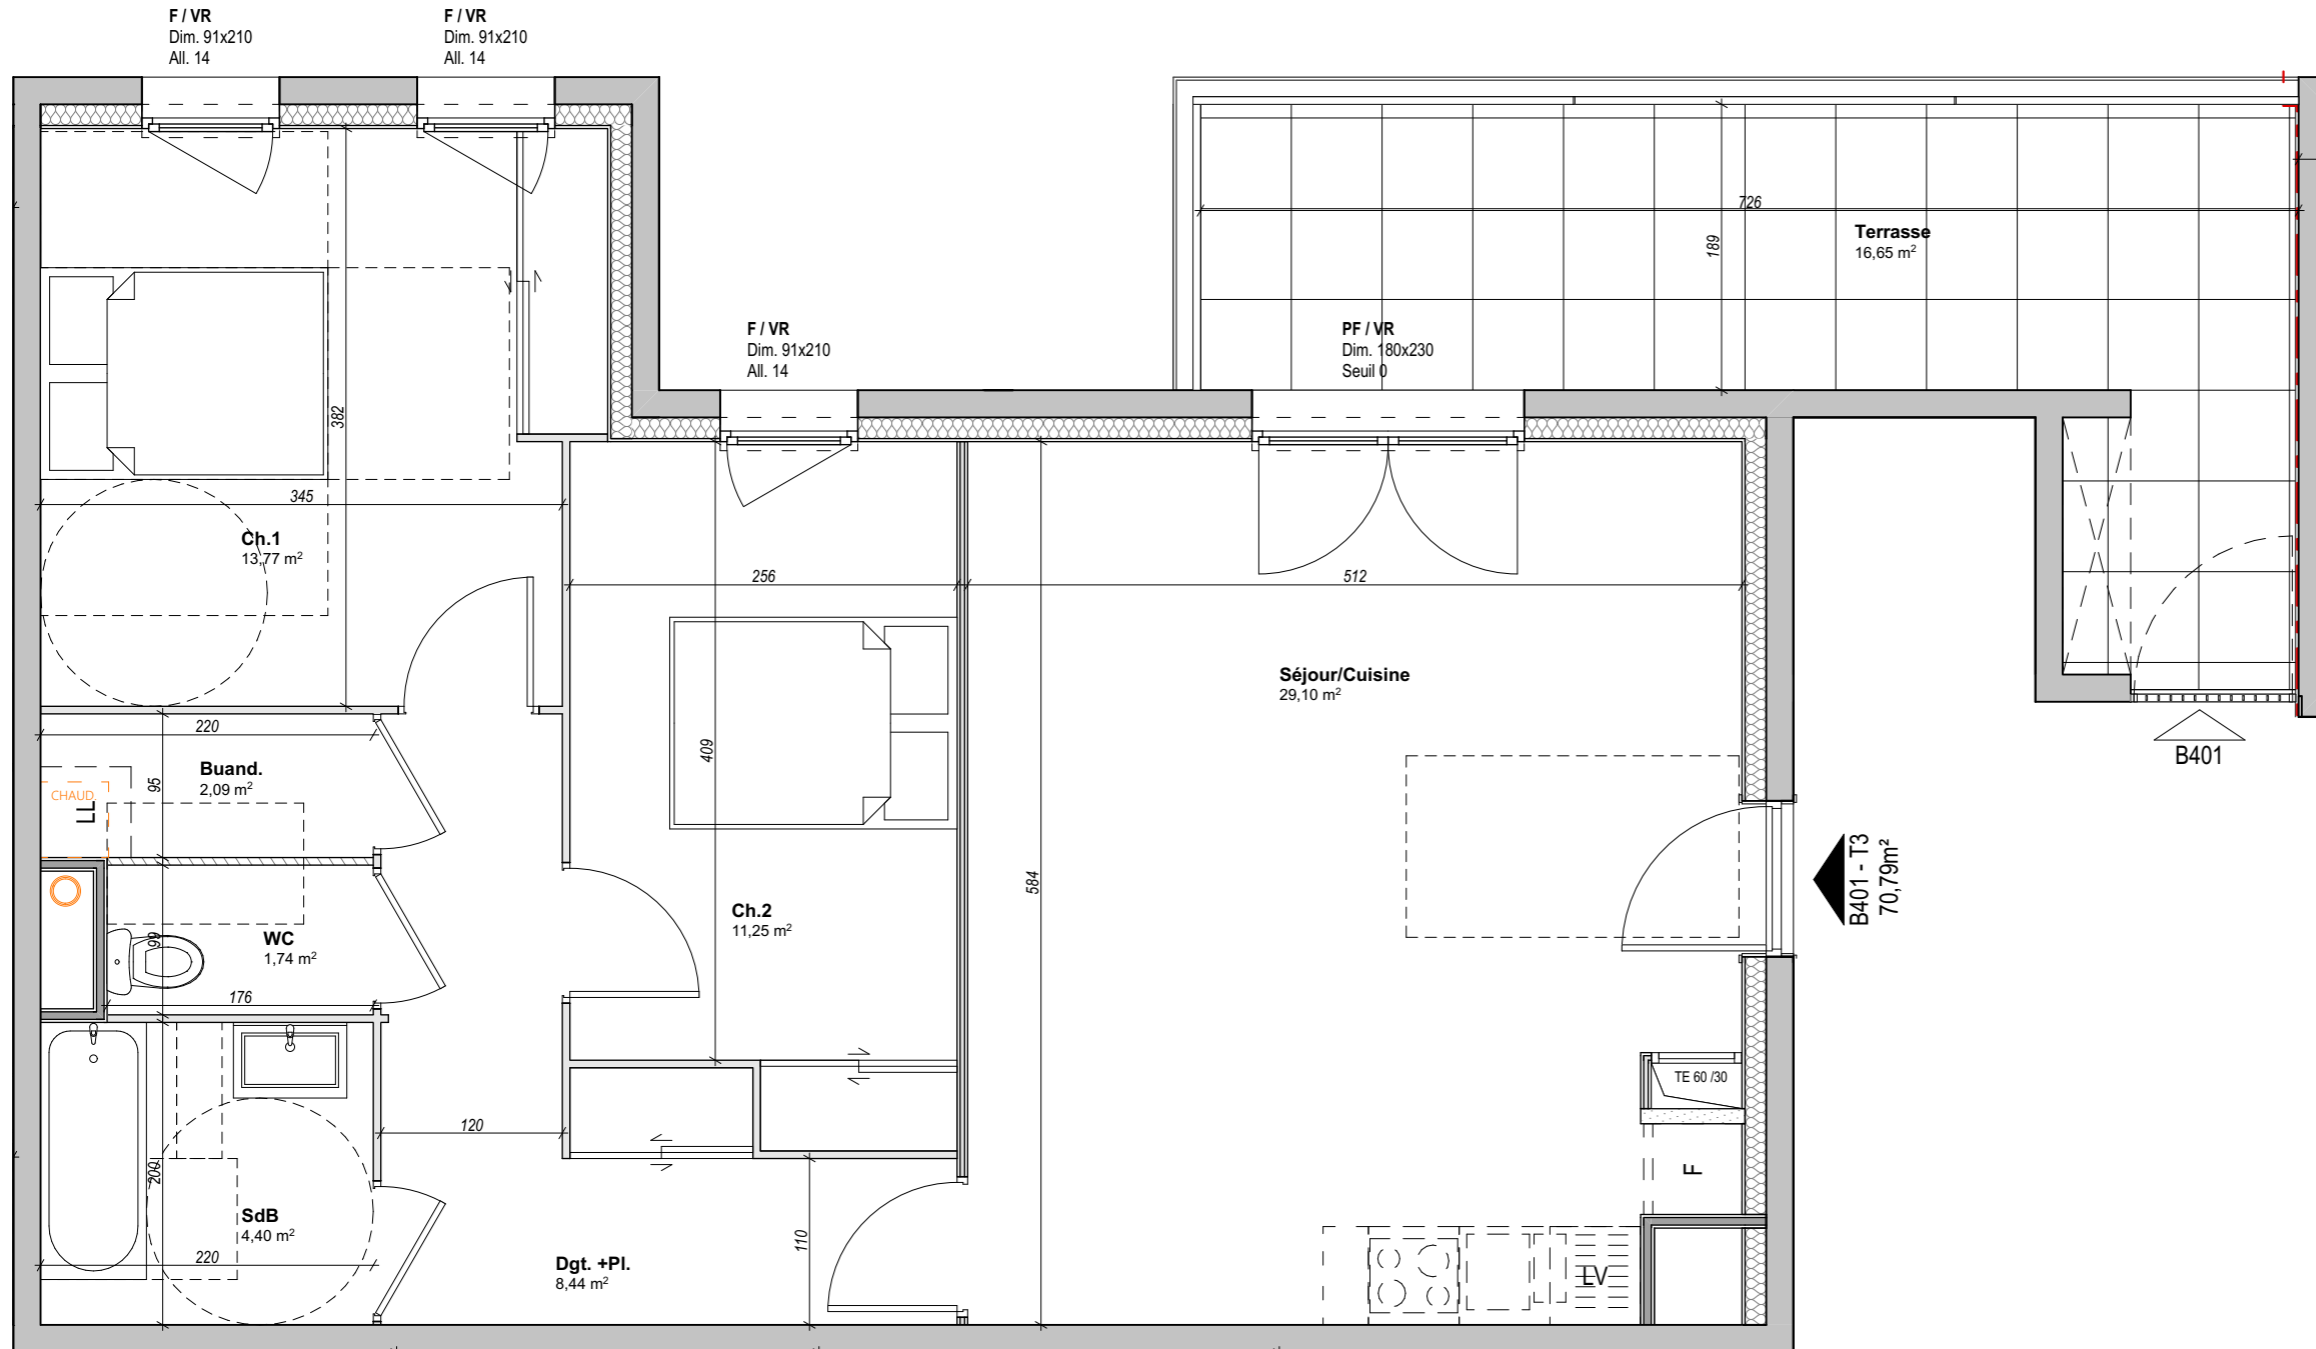 F / VR
Dim. 91x210
All. 14
F / VR
Dim. 91x210
All. 14
726
189
Terrasse
16,65 m²
F / VR
Dim. 91x210
All. 14
PF / VR
Dim. 180x230
Seuil 0
382
345
Ch.1
13,77 m²
256
512
Séjour/Cuisine
29,10 m²
220
409
B401
Buand.
2,09 m²
95
CHAUD.
LL
B401 - T3
70,79m²
584
Ch.2
11,25 m²
WC
1,74 m²
99
176
TE 60 /30
120
F
200
SdB
4,40 m²
220
110
Dgt. +Pl.
8,44 m²
LV